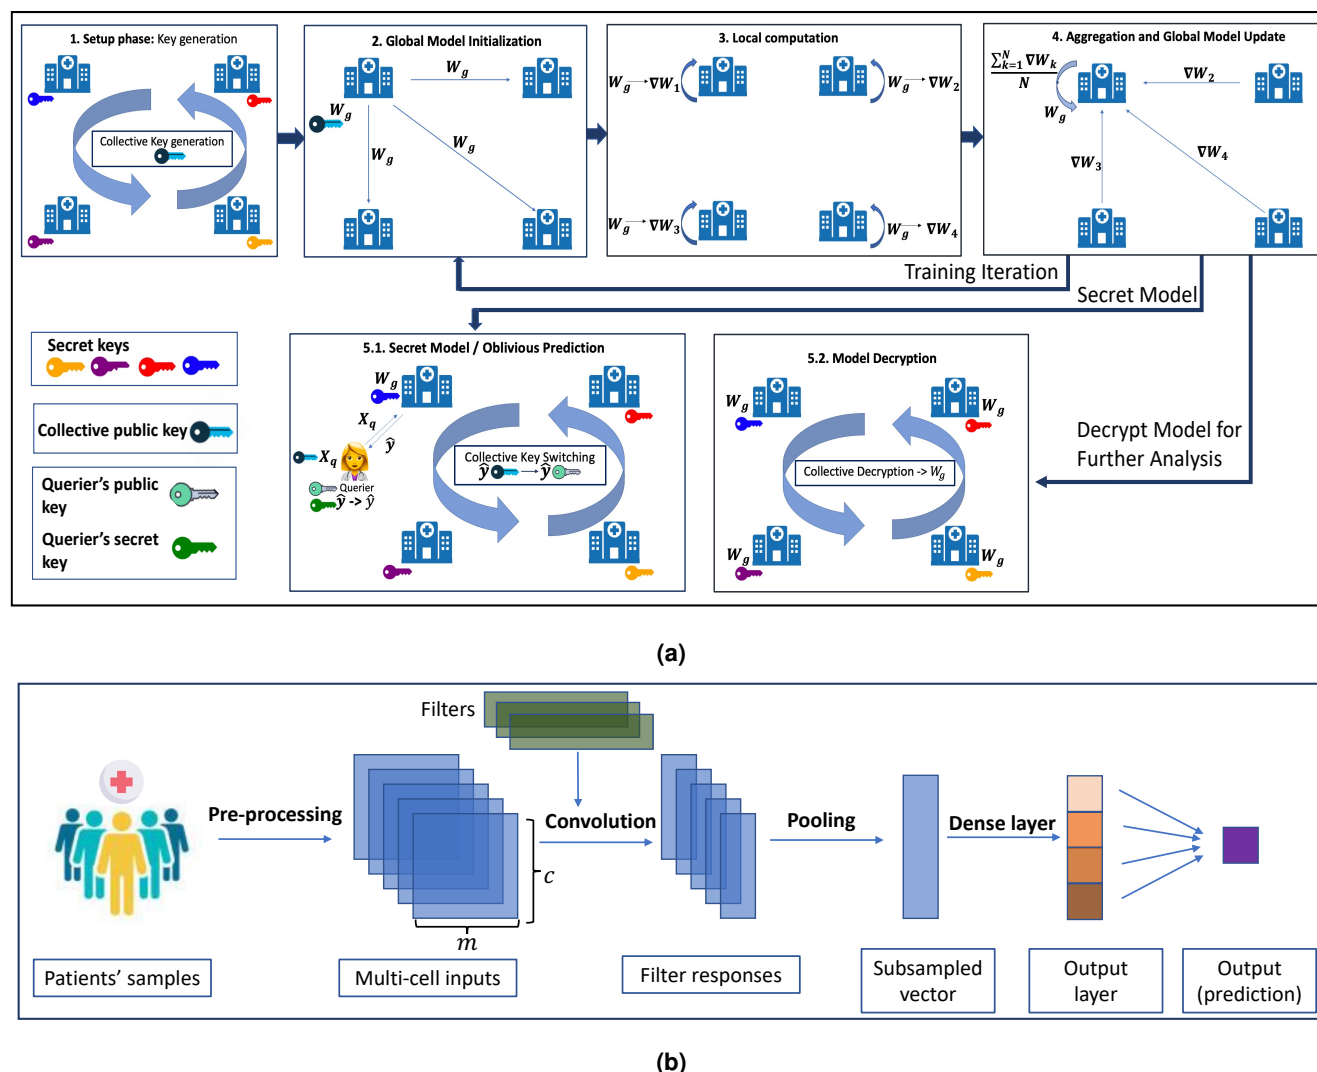 1. Setup phase: Key generation
Collective Key generation
2. Global Model Initialization
W_g
W_g
W_g
W_g
3. Local computation
W_g → ∇W_1
W_g → ∇W_2
W_g → ∇W_3
W_g → ∇W_4
4. Aggregation and Global Model Update
∑_{k=1}^{N} ∇W_k
N
W_g
∇W_2
∇W_3
∇W_4
Training Iteration
Secret Model
Secret keys
Collective public key
Querier's public
key
Querier's secret
key
5.1. Secret Model / Oblivious Prediction
W_g
X_q
ŷ
X_q
Querier
ŷ -> ŷ
Collective Key Switching
ŷ → ŷ
5.2. Model Decryption
W_g
W_g
Collective Decryption -> W_g
W_g
W_g
Decrypt Model for
Further Analysis
(a)
Filters
Pre-processing
Convolution
Pooling
Dense layer
c
m
Patients' samples
Multi-cell inputs
Filter responses
Subsampled
vector
Output
layer
Output
(prediction)
(b)